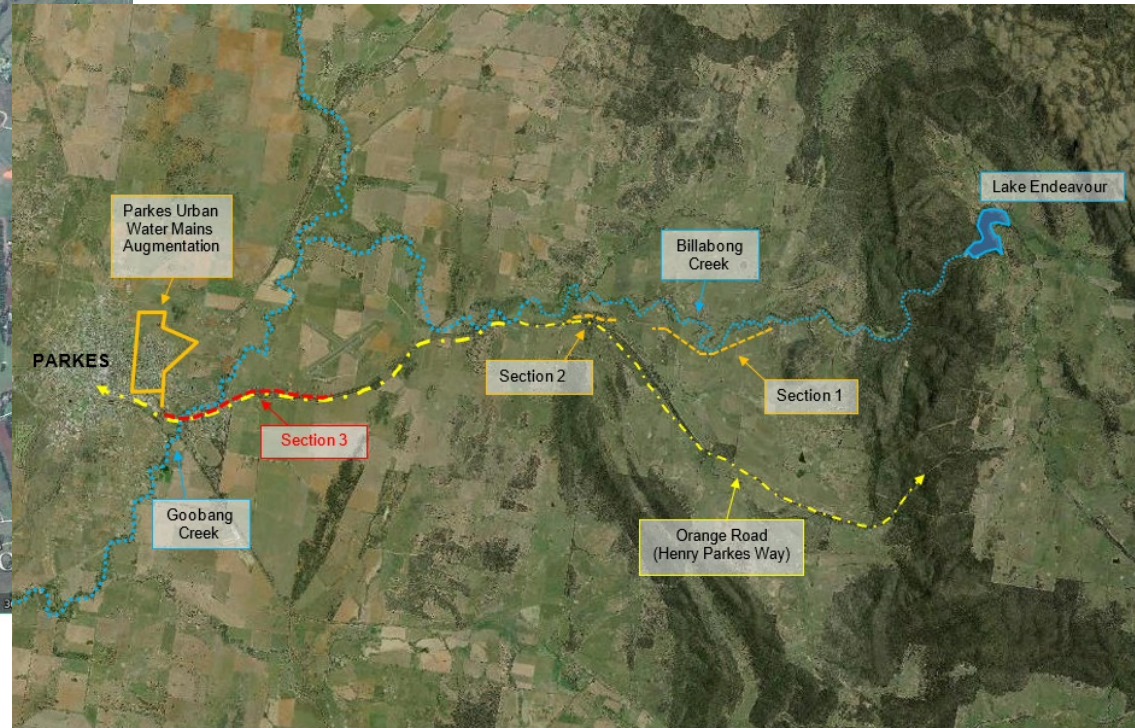 Lake Endeavour
Parkes Urban
Water Mains
Augmentation
Billabong
Creek
PARKES
Section 2
Section 1
Section 3
Goobang
Creek
Orange Road
(Henry Parkes Way)